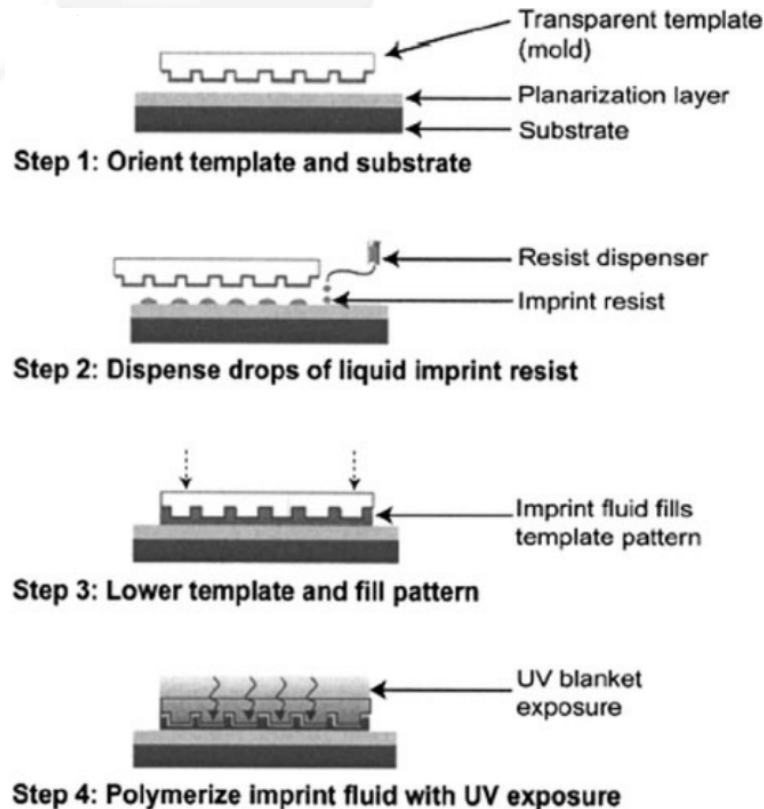 Transparent template
(mold)
Planarization layer
Substrate
Step 1: Orient template and substrate
Resist dispenser
Imprint resist
Step 2: Dispense drops of liquid imprint resist
Imprint fluid fills
template pattern
Step 3: Lower template and fill pattern
UV blanket
exposure
Step 4: Polymerize imprint fluid with UV exposure